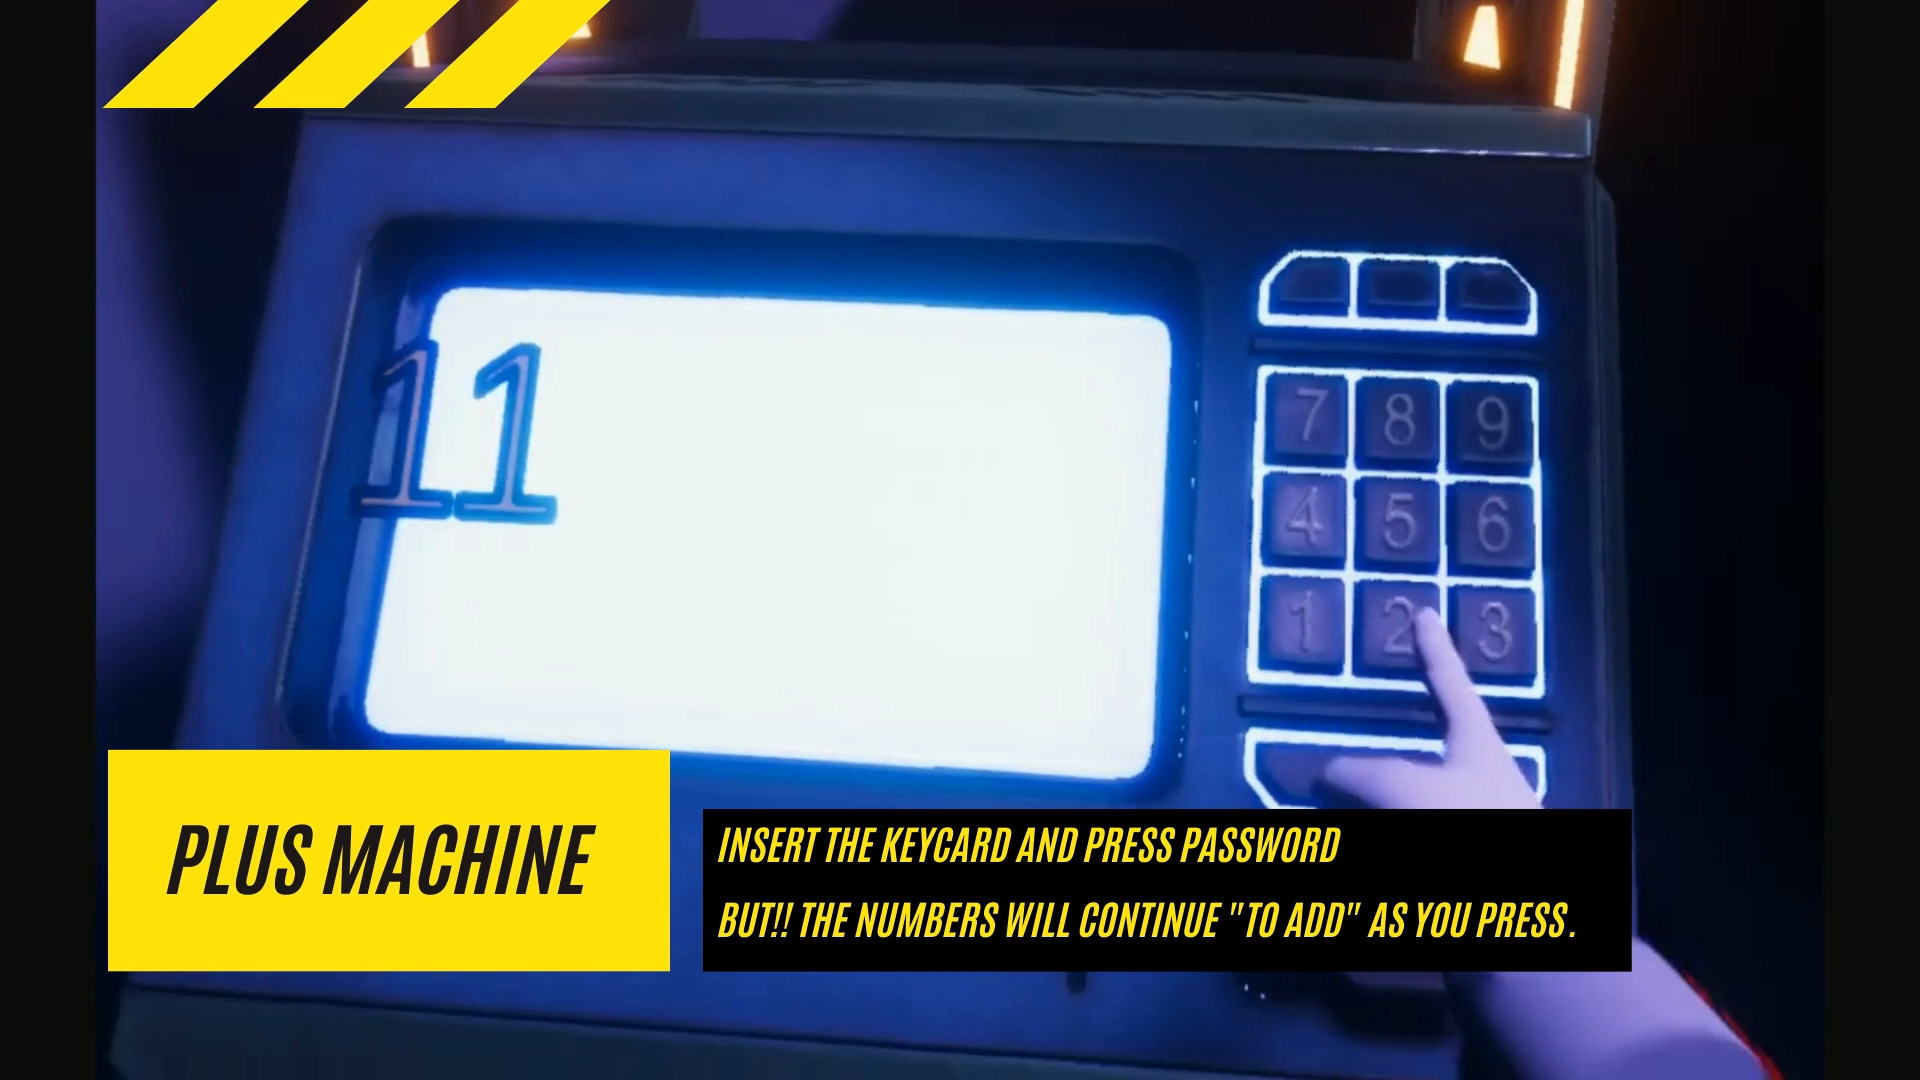 11
7 8 9
4 5 6
1 2 3
PLUS MACHINE
INSERT THE KEYCARD AND PRESS PASSWORD
BUT!! THE NUMBERS WILL CONTINUE "TO ADD" AS YOU PRESS.